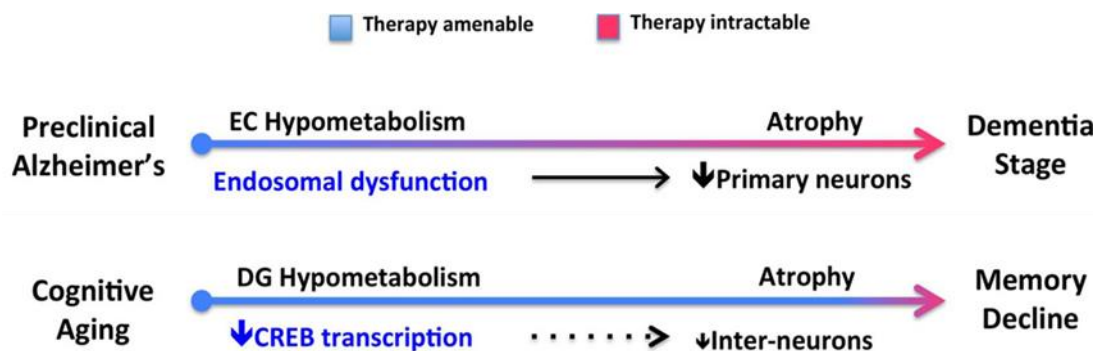 Therapy amenable Therapy intractable
Preclinical Alzheimer's
EC Hypometabolism Atrophy
Endosomal dysfunction Primary neurons
Dementia Stage
Cognitive Aging
DG Hypometabolism Atrophy
CREB transcription Inter-neurons
Memory Decline